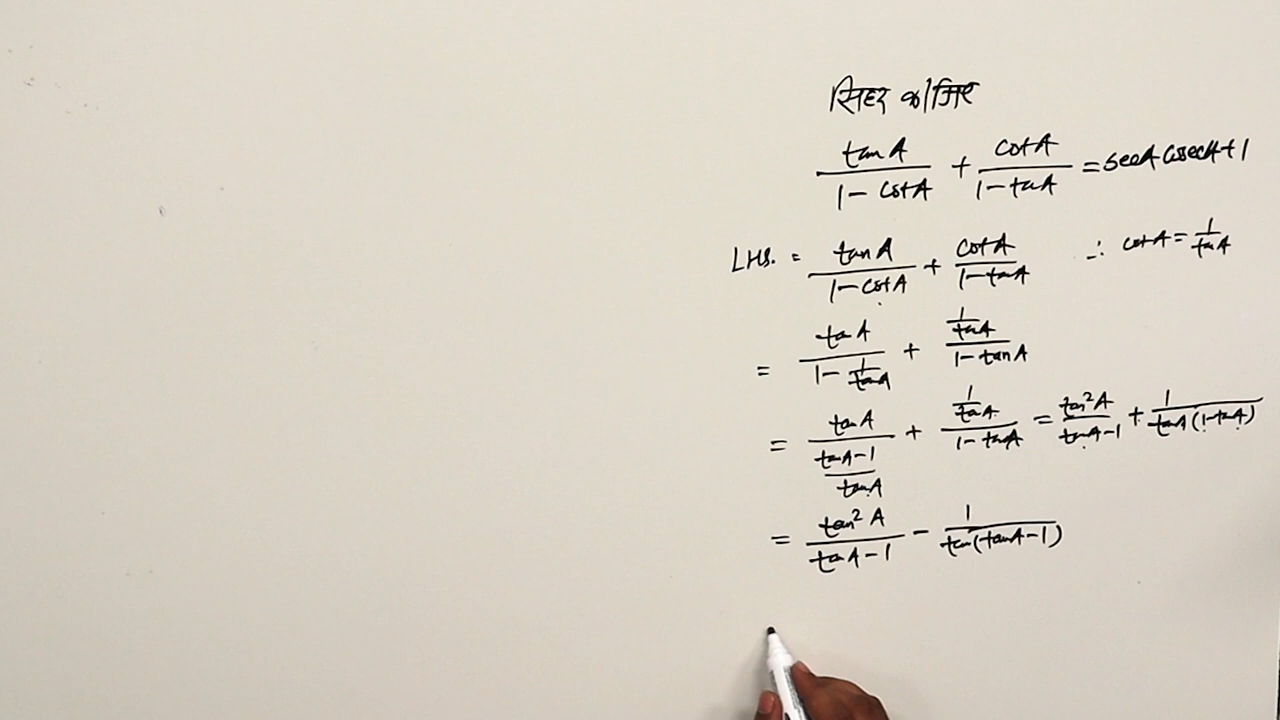 सिद्ध कीजिए
tanA/(1 - cotA) + cotA/(1 - tanA) = secA cosecA + 1
LHS. = tanA/(1 - cotA) + cotA/(1 - tanA) ∴ cotA = 1/tanA
= tanA/(1 - 1/tanA) + (1/tanA)/(1 - tanA)
= tanA/((tanA - 1)/tanA) + (1/tanA)/(1 - tanA) = tan²A/(tanA - 1) + 1/(tanA(1 - tanA))
= tan²A/(tanA - 1) - 1/(tan(tanA - 1))